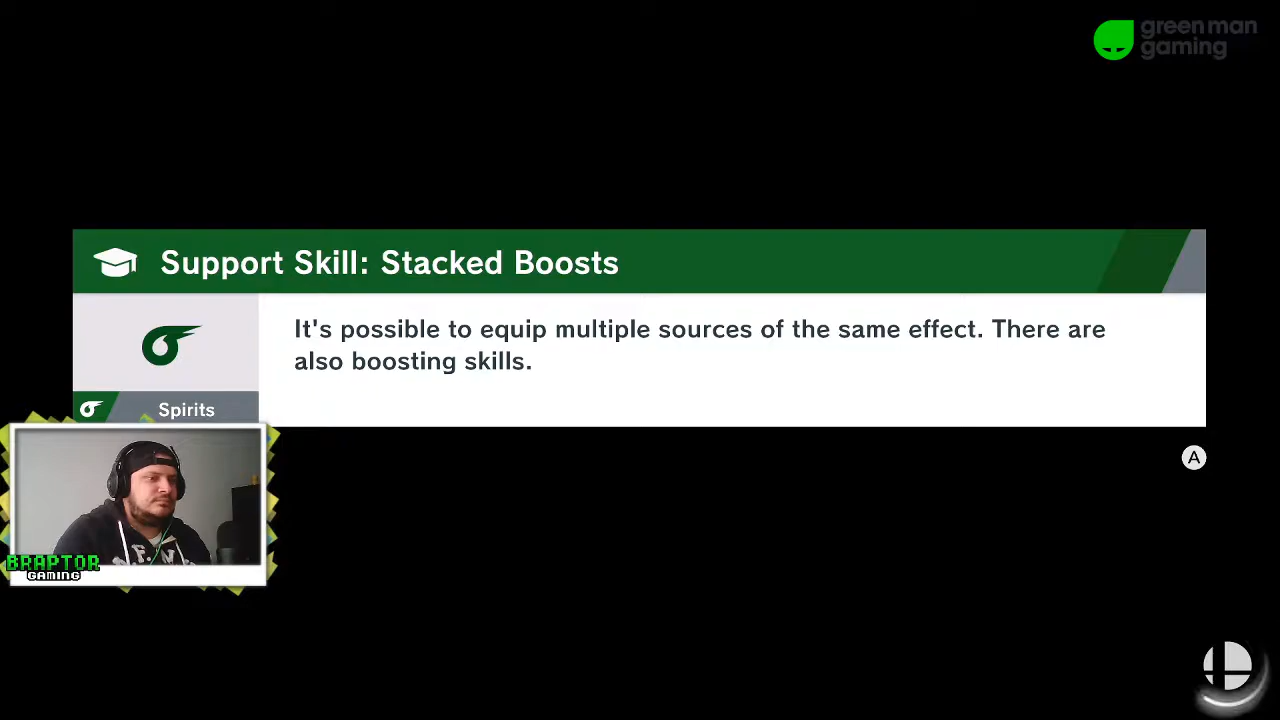 green man
gaming
Support Skill: Stacked Boosts
It's possible to equip multiple sources of the same effect. There are
also boosting skills.
Spirits
A
BRAPTOR
GAMING